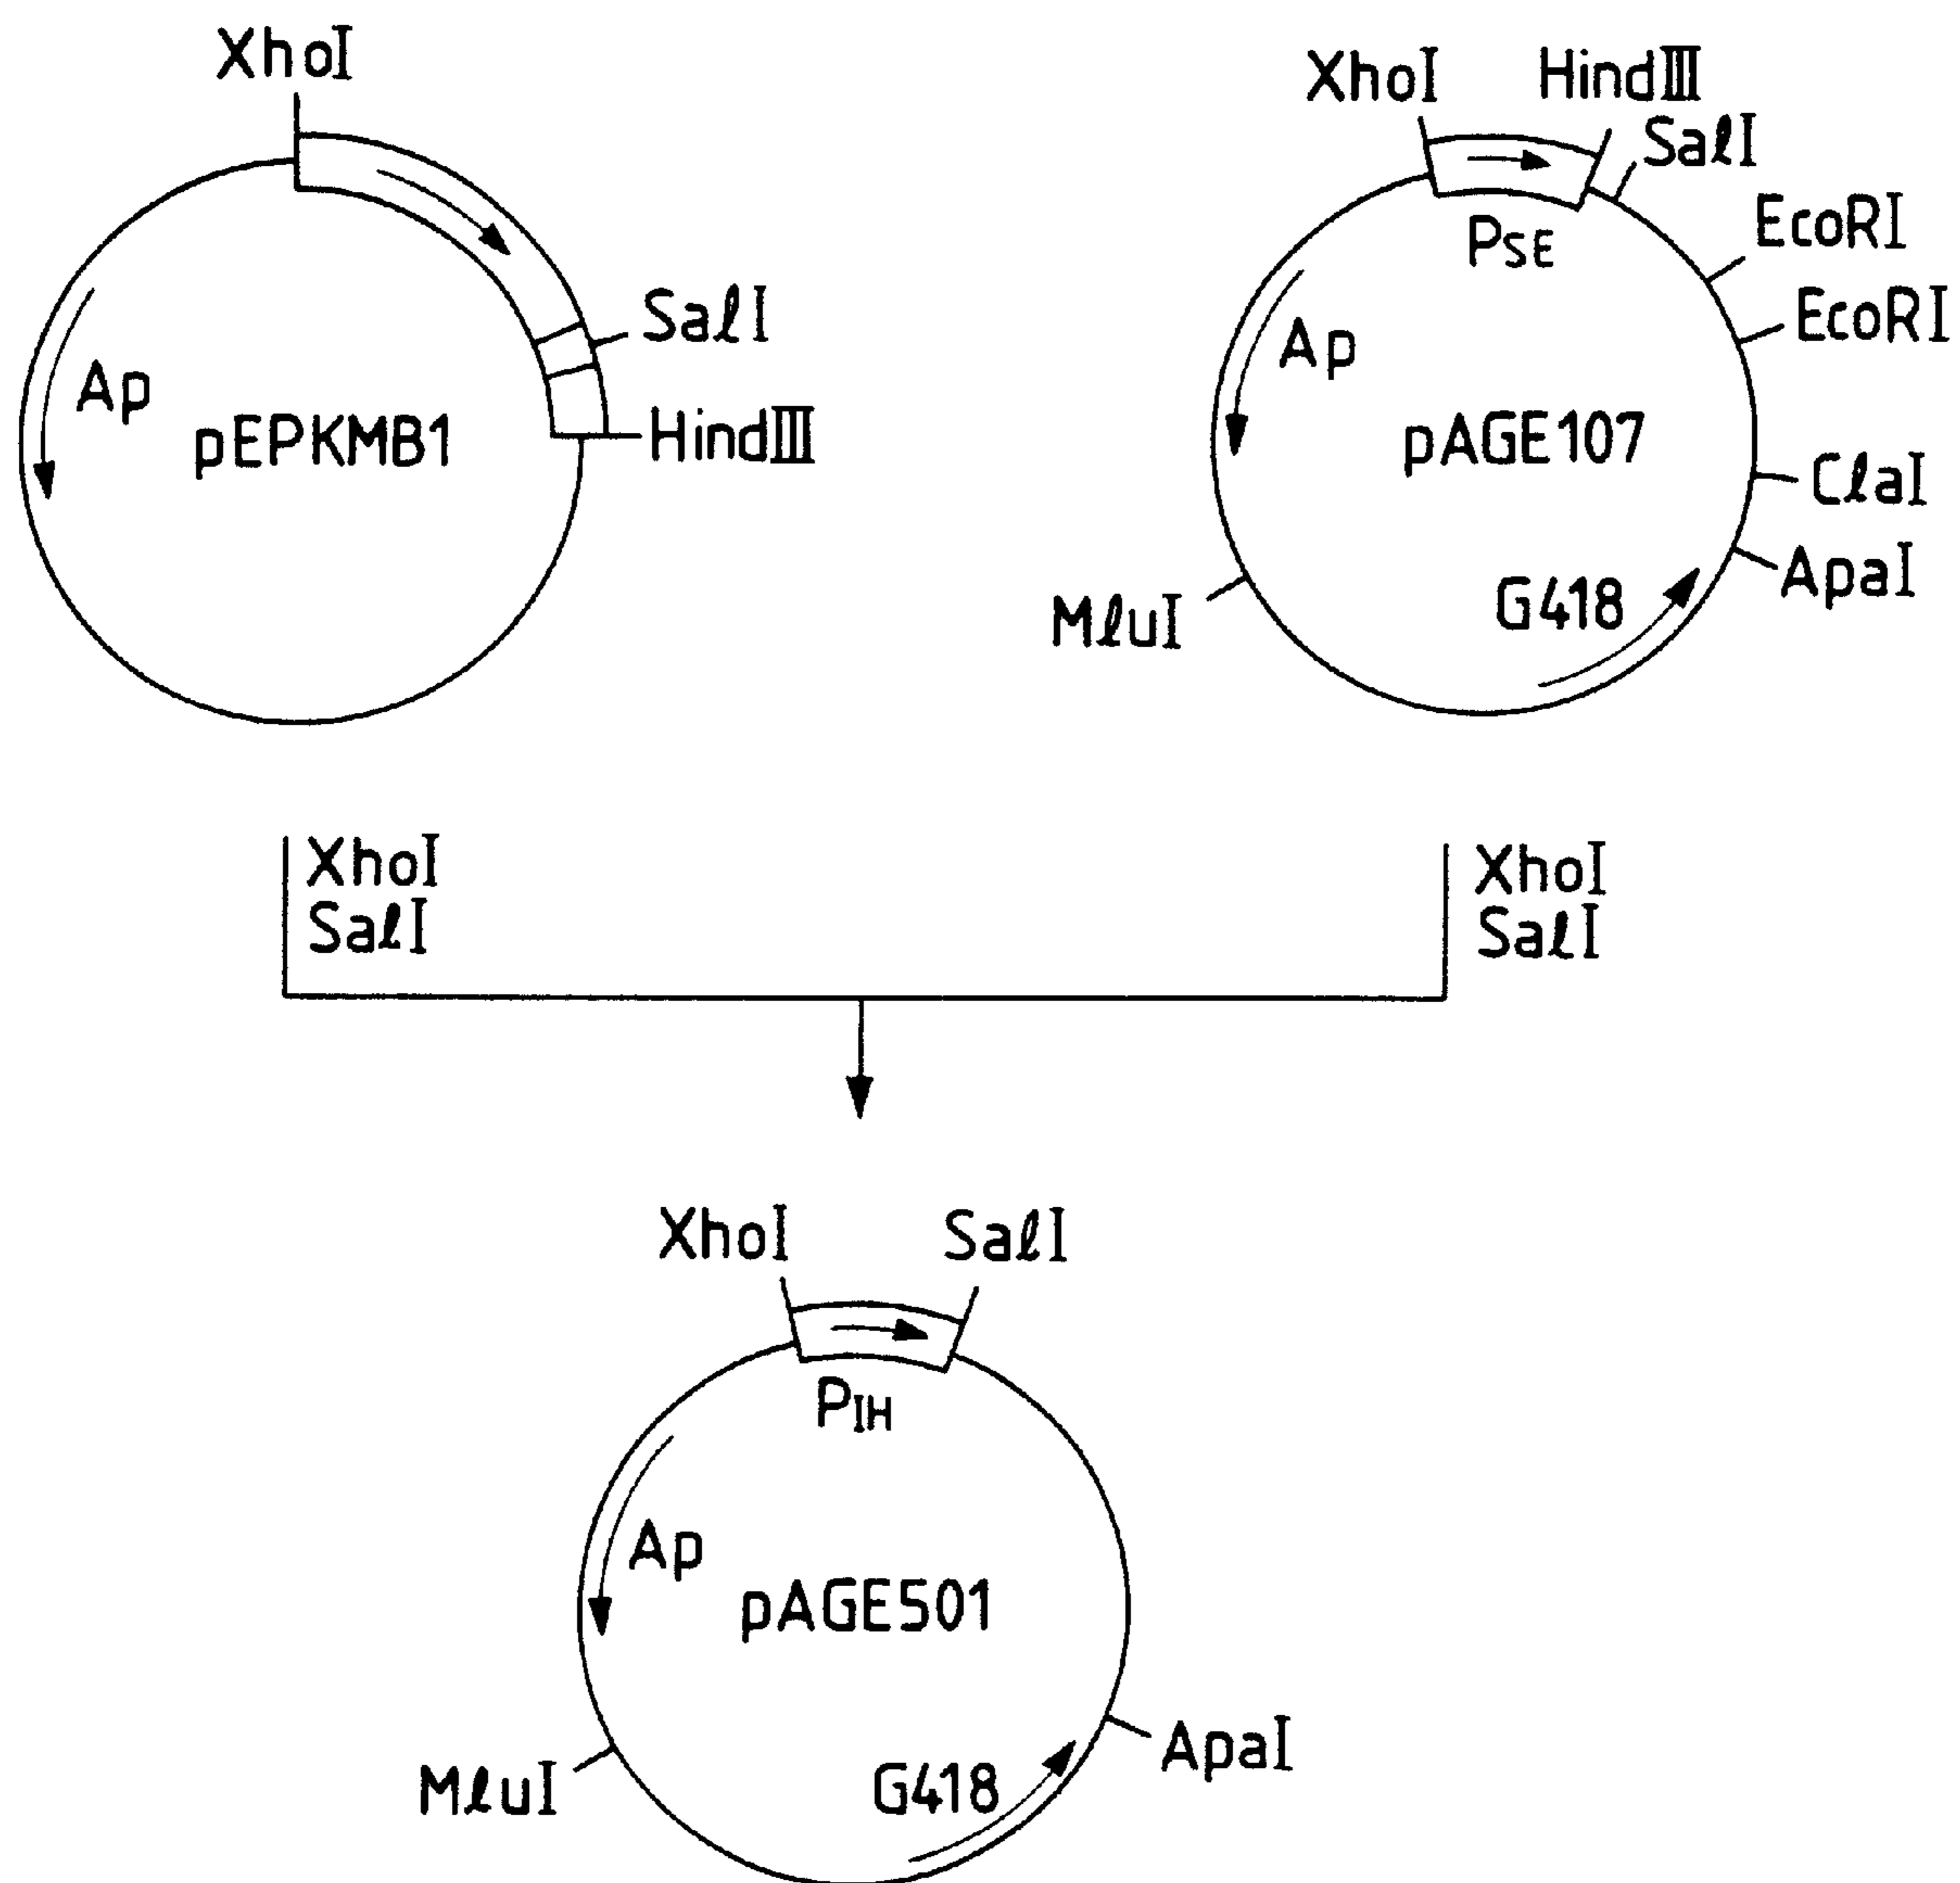 XhoI
SalI
HindIII
Ap
pEPKMB1
XhoI
HindIII
SalI
EcoRI
EcoRI
PSE
Ap
pAGE107
ClaI
ApaI
G418
MluI
XhoI
SalI
XhoI
SalI
XhoI
SalI
PIH
Ap
pAGE501
ApaI
G418
MluI